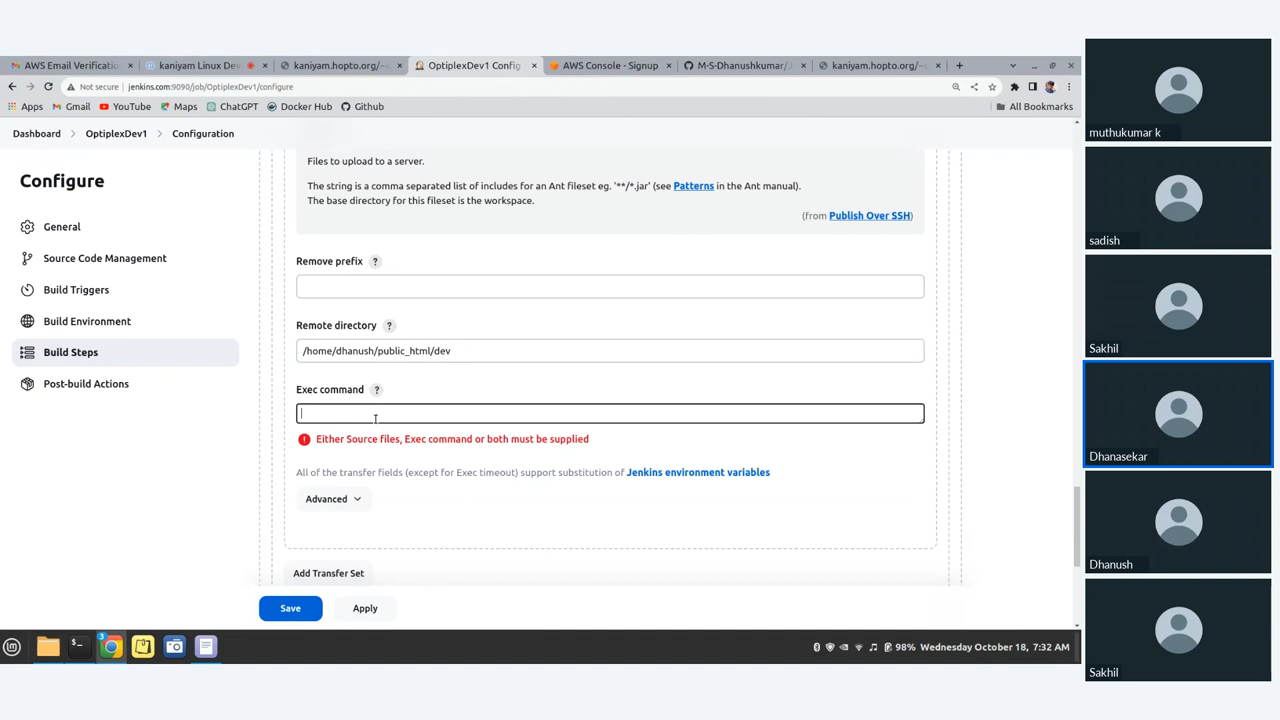 AWS Email Verificati
kaniyam Linux Dev
kaniyam.hopto.org/~
OptiplexDev1 Config
AWS Console - Signup
M-S-Dhanushkumar/
kaniyam.hopto.org/~
Not secure
jenkins.com:9090/job/OptiplexDev1/configure
Apps
Gmail
YouTube
Maps
ChatGPT
Docker Hub
Github
All Bookmarks
Dashboard
OptiplexDev1
Configuration
Configure
General
Source Code Management
Build Triggers
Build Environment
Build Steps
Post-build Actions
Files to upload to a server.
The string is a comma separated list of includes for an Ant fileset eg. '**/*.jar' (see Patterns in the Ant manual).
The base directory for this fileset is the workspace.
(from Publish Over SSH)
Remove prefix ?
Remote directory ?
/home/dhanush/public_html/dev
Exec command ?
Either Source files, Exec command or both must be supplied
All of the transfer fields (except for Exec timeout) support substitution of Jenkins environment variables
Advanced
Add Transfer Set
Save
Apply
3
98% Wednesday October 18, 7:32 AM
muthukumar k
sadish
Sakhil
Dhanasekar
Dhanush
Sakhil